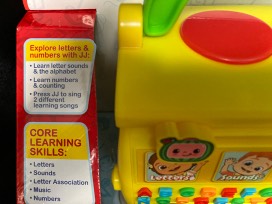 Explore letters &
numbers with JJ:
• Learn letter sounds
& the alphabet
• Learn numbers
& counting
• Press JJ to sing
2 different
learning songs
CORE
LEARNING
SKILLS:
• Letters
• Sounds
• Letter Association
• Music
• Numbers
Letters
Sounds